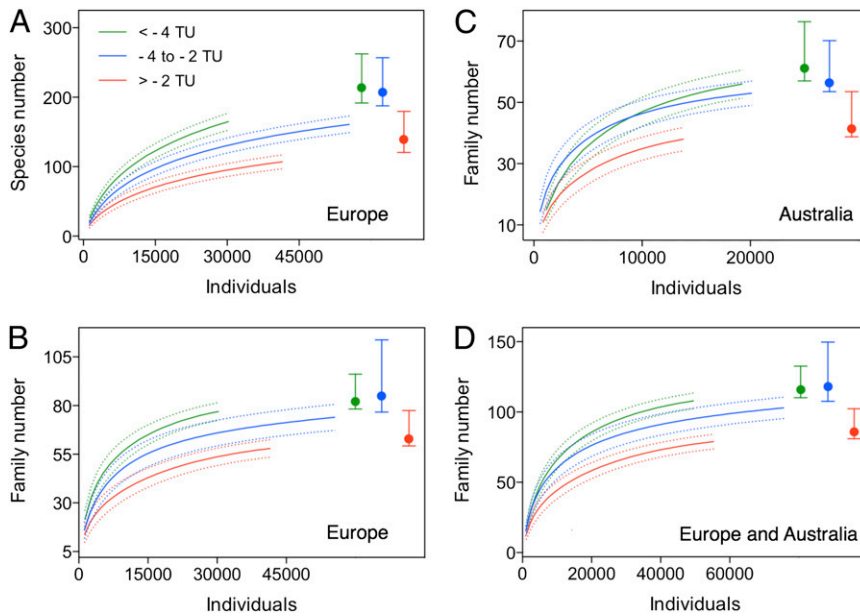 A
300
200
100
0
Species number
< - 4 TU
- 4 to - 2 TU
> - 2 TU
Europe
0 15000 30000 45000
Individuals
C
70
50
30
10
Family number
Australia
0 10000 20000
Individuals
B
105
80
55
30
5
Family number
Europe
0 15000 30000 45000
Individuals
D
150
100
50
0
Family number
Europe and Australia
0 20000 40000 60000
Individuals